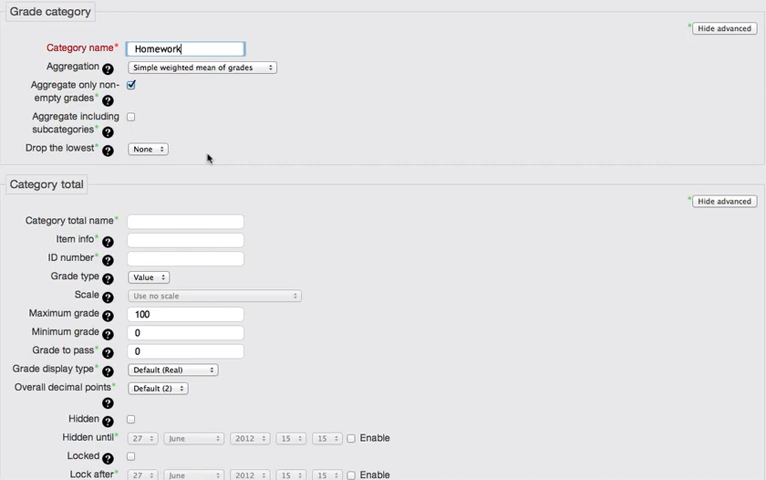 Grade category
* Hide advanced
Category name* Homework
Aggregation Simple weighted mean of grades
Aggregate only non-
empty grades*
Aggregate including
subcategories*
Drop the lowest* None
Category total
* Hide advanced
Category total name*
Item info*
ID number*
Grade type Value
Scale Use no scale
Maximum grade 100
Minimum grade 0
Grade to pass* 0
Grade display type* Default (Real)
Overall decimal points* Default (2)
Hidden
Hidden until* 27 June 2012 15 15 Enable
Locked
Lock after* 27 June 2012 15 15 Enable